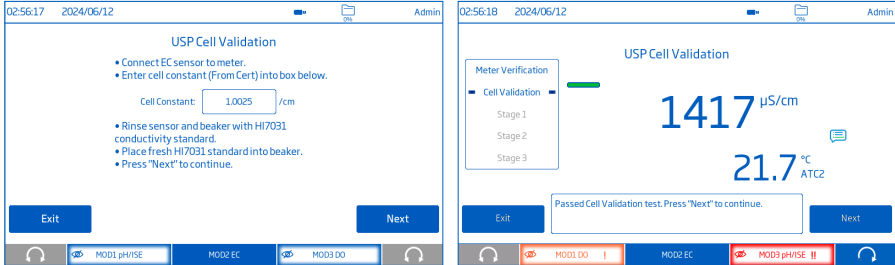 02:56:17 2024/06/12 0% Admin
USP Cell Validation
• Connect EC sensor to meter.
• Enter cell constant (From Cert) into box below.
Cell Constant: 1.0025 /cm
• Rinse sensor and beaker with HI7031
conductivity standard.
• Place fresh HI7031 standard into beaker.
• Press "Next" to continue.
Exit Next
MOD1 pH/ISE MOD2 EC MOD3 DO
02:56:18 2024/06/12 0% Admin
USP Cell Validation
Meter Verification
Cell Validation
Stage 1
Stage 2
Stage 3
1417 µS/cm
21.7 °C
ATC2
Passed Cell Validation test. Press "Next" to continue.
Exit Next
MOD1 DO ! MOD2 EC MOD3 pH/ISE !!